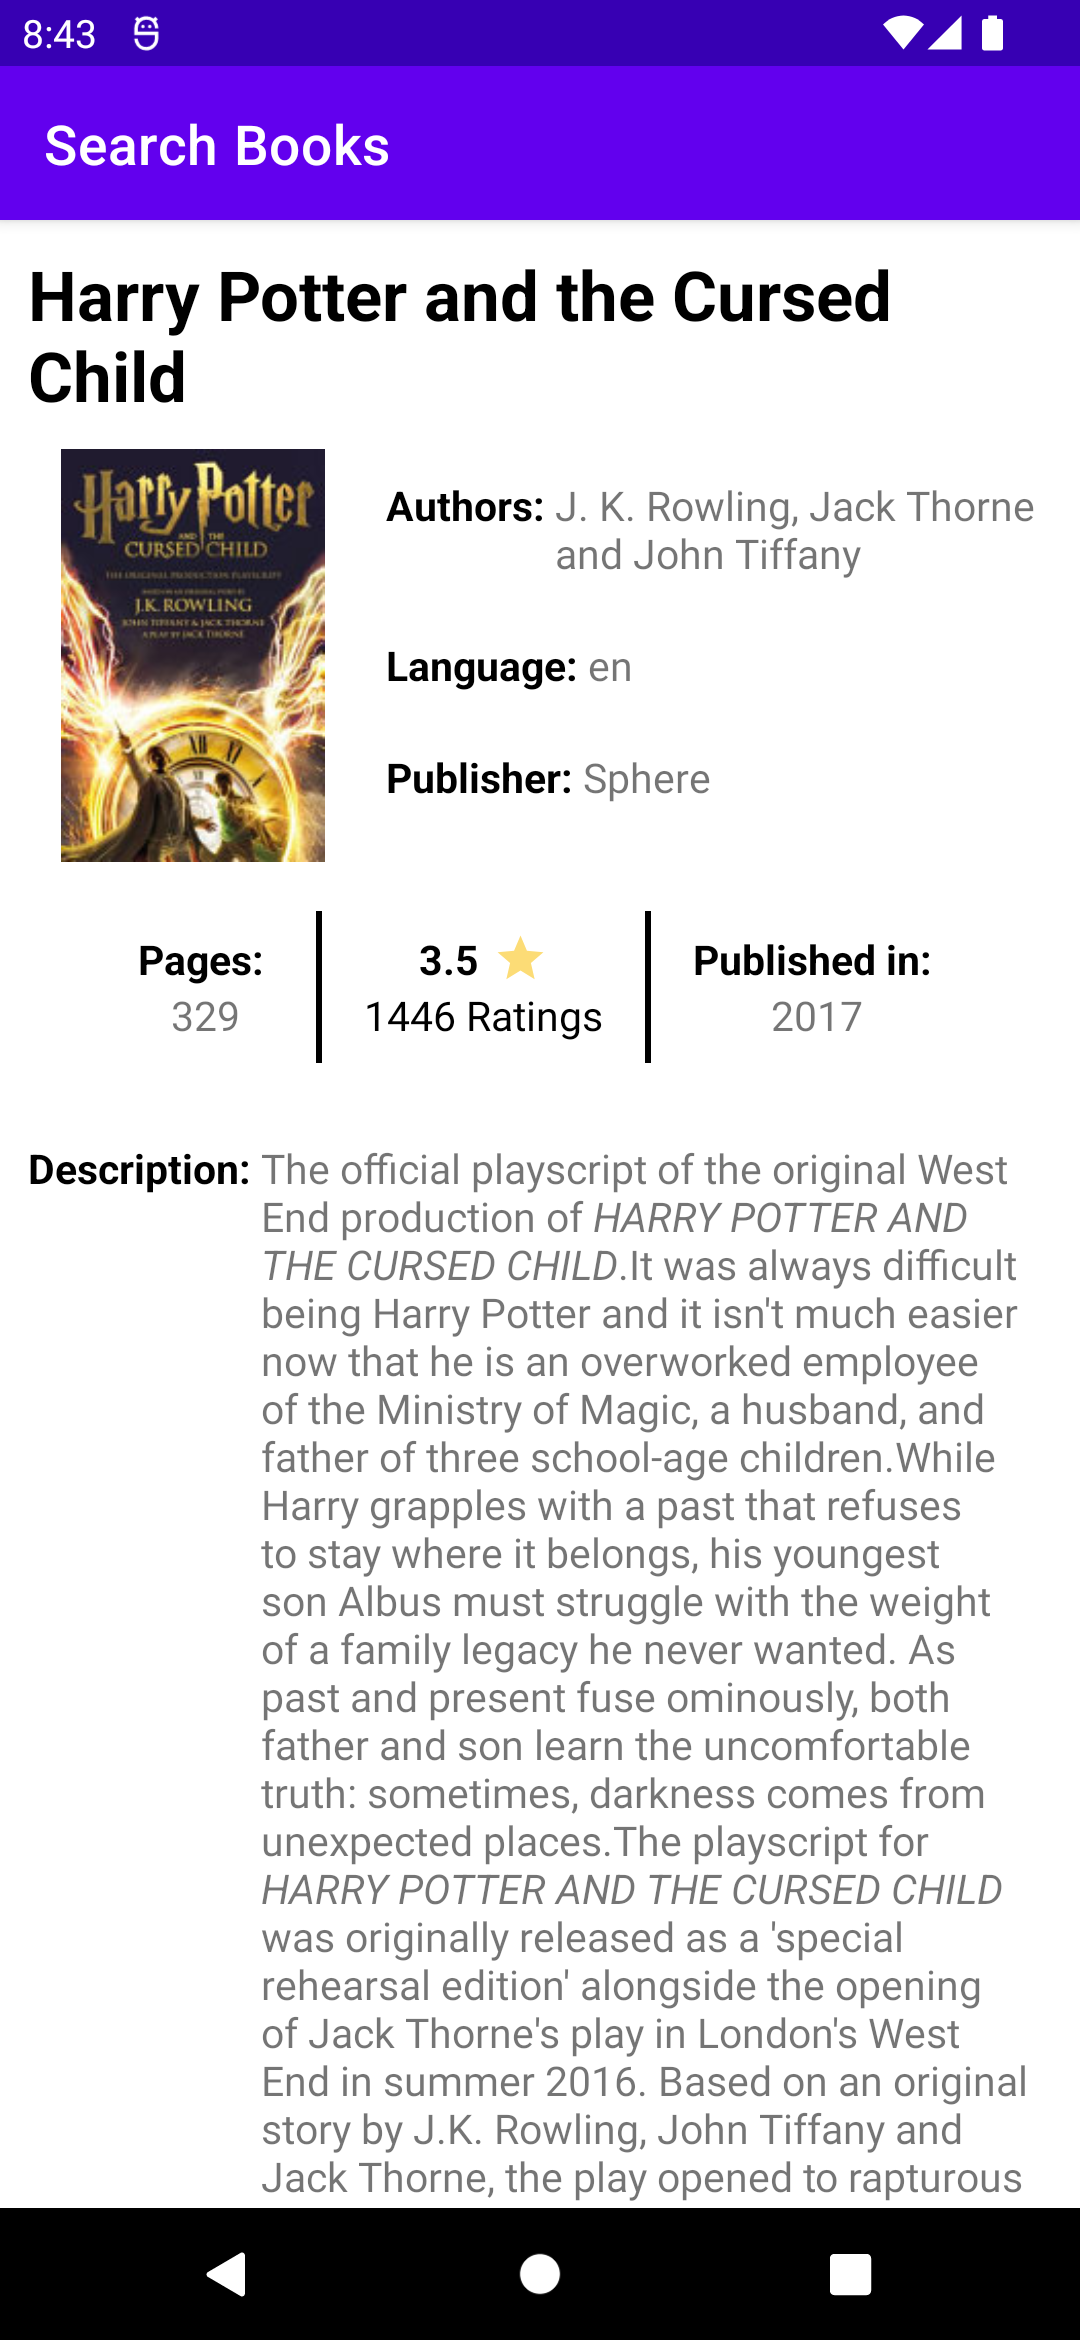 8:43
Search Books
Harry Potter and the Cursed
Child
Harry Potter
AND THE
CURSED CHILD
THE ORIGINAL PRODUCTION PLAYSCRIPT
J.K. ROWLING
JOHN TIFFANY & JACK THORNE
A PLAY BY JACK THORNE
Authors: J. K. Rowling, Jack Thorne
and John Tiffany
Language: en
Publisher: Sphere
Pages:
329
3.5
1446 Ratings
Published in:
2017
Description: The official playscript of the original West
End production of HARRY POTTER AND
THE CURSED CHILD.It was always difficult
being Harry Potter and it isn't much easier
now that he is an overworked employee
of the Ministry of Magic, a husband, and
father of three school-age children.While
Harry grapples with a past that refuses
to stay where it belongs, his youngest
son Albus must struggle with the weight
of a family legacy he never wanted. As
past and present fuse ominously, both
father and son learn the uncomfortable
truth: sometimes, darkness comes from
unexpected places.The playscript for
HARRY POTTER AND THE CURSED CHILD
was originally released as a 'special
rehearsal edition' alongside the opening
of Jack Thorne's play in London's West
End in summer 2016. Based on an original
story by J.K. Rowling, John Tiffany and
Jack Thorne, the play opened to rapturous